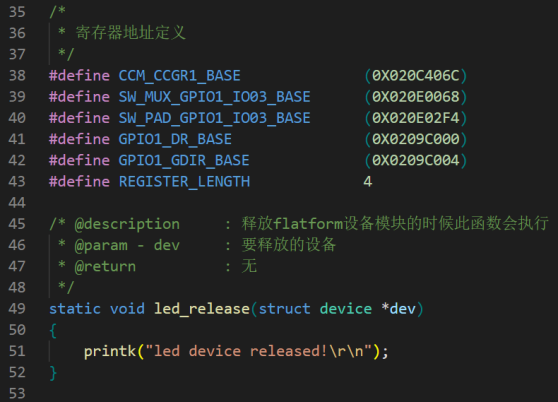 35 /*
36  * 寄存器地址定义
37  */
38 #define CCM_CCGR1_BASE (0X020C406C)
39 #define SW_MUX_GPIO1_IO03_BASE (0X020E0068)
40 #define SW_PAD_GPIO1_IO03_BASE (0X020E02F4)
41 #define GPIO1_DR_BASE (0X0209C000)
42 #define GPIO1_GDIR_BASE (0X0209C004)
43 #define REGISTER_LENGTH 4
44
45 /* @description : 释放flatform设备模块的时候此函数会执行
46  * @param - dev : 要释放的设备
47  * @return : 无
48  */
49 static void led_release(struct device *dev)
50 {
51     printk("led device released!\r\n");
52 }
53